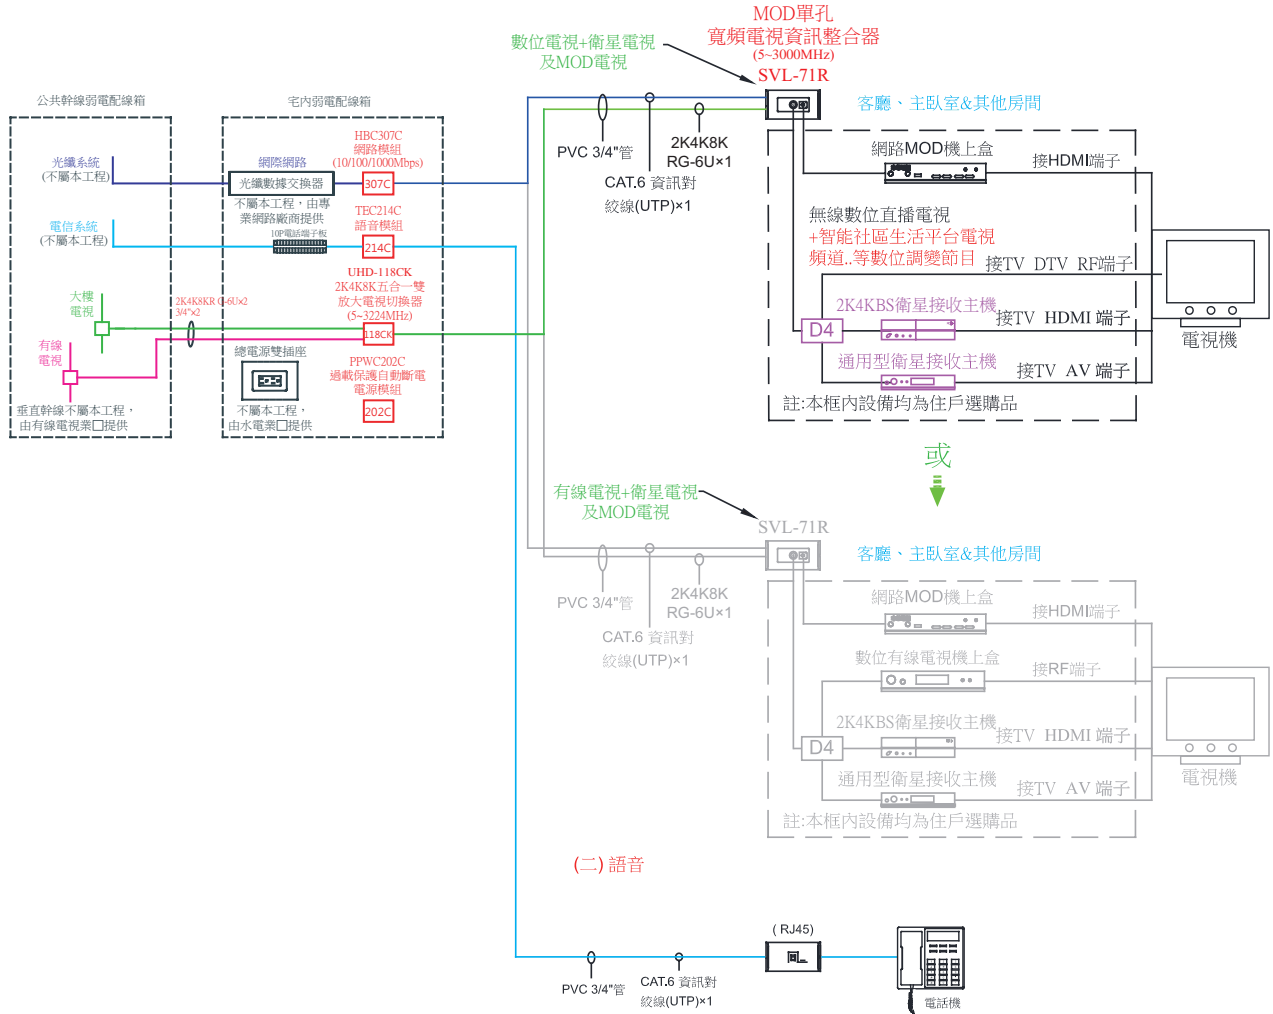 MOD單孔
寬頻電視資訊整合器
(5~3000MHz)
SVL-71R
數位電視+衛星電視
及MOD電視
公共幹線弱電配線箱
宅內弱電配線箱
光纖系統
(不屬本工程)
電信系統
(不屬本工程)
大樓
電視
有線
電視
2K4K8KR G-6U×2
3/4"×2
垂直幹線不屬本工程，
由有線電視業□提供
網際網路
光纖數據交換器
不屬本工程，由專
業網路廠商提供
10P電話端子板
HBC307C
網路模組
(10/100/1000Mbps)
307C
TEC214C
語音模組
214C
UHD-118CK
2K4K8K五合一雙
放大電視切換器
(5~3224MHz)
118CK
總電源雙插座
不屬本工程，
由水電業□提供
PPWC202C
過載保護自動斷電
電源模組
202C
PVC 3/4"管
CAT.6 資訊對
絞線(UTP)×1
2K4K8K
RG-6U×1
客廳、主臥室&其他房間
網路MOD機上盒
接HDMI端子
無線數位直播電視
+智能社區生活平台電視
頻道..等數位調變節目
接TV DTV RF端子
2K4KBS衛星接收主機
D4
接TV HDMI 端子
通用型衛星接收主機
接TV AV 端子
電視機
註:本框內設備均為住戶選購品
或
有線電視+衛星電視
及MOD電視
SVL-71R
客廳、主臥室&其他房間
PVC 3/4"管
CAT.6 資訊對
絞線(UTP)×1
2K4K8K
RG-6U×1
網路MOD機上盒
接HDMI端子
數位有線電視機上盒
接RF端子
2K4KBS衛星接收主機
D4
接TV HDMI 端子
通用型衛星接收主機
接TV AV 端子
電視機
註:本框內設備均為住戶選購品
(二) 語音
( RJ45)
PVC 3/4"管
CAT.6 資訊對
絞線(UTP)×1
電話機